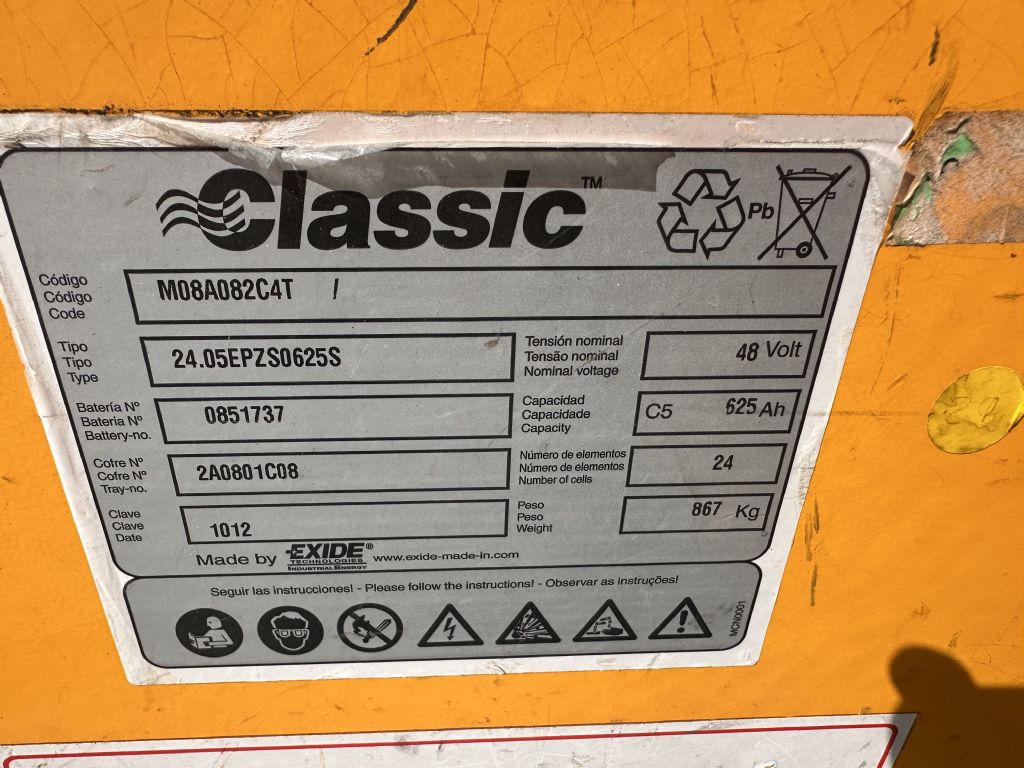 Classic™
Pb
Código
Código
Code
M08A082C4T /
Tipo
Tipo
Type
24.05EPZS0625S
Tensión nominal
Tensão nominal
Nominal voltage
48 Volt
Batería Nº
Bateria Nº
Battery-no.
0851737
Capacidad
Capacidade
Capacity
C5 625 Ah
Cofre Nº
Cofre Nº
Tray-no.
2A0801C08
Número de elementos
Número de elementos
Number of cells
24
Clave
Clave
Date
1012
Peso
Peso
Weight
867 Kg
Made by EXIDE® www.exide-made-in.com
TECHNOLOGIES
INDUSTRIAL ENERGY
Seguir las instrucciones! - Please follow the instructions! - Observar as instruções!
MCN0001